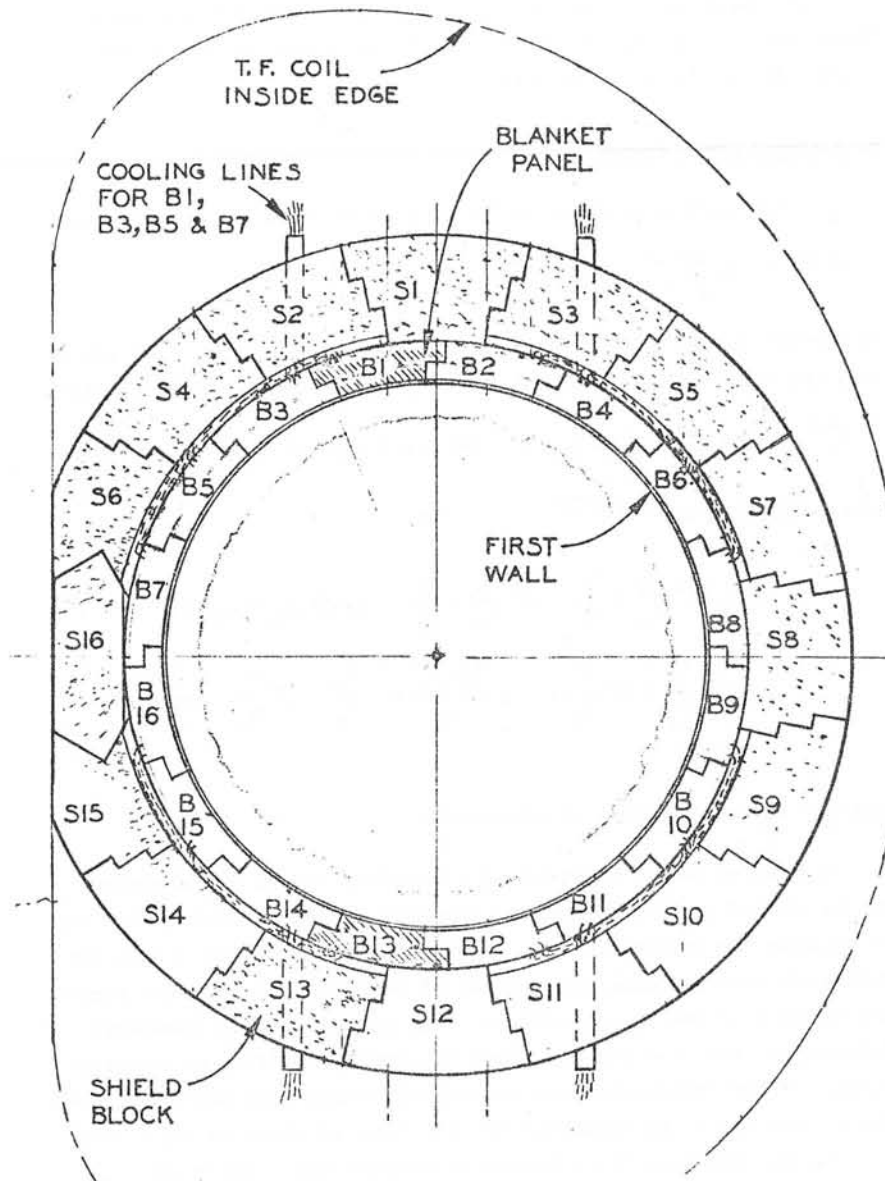 T.F. COIL
INSIDE EDGE
BLANKET
PANEL
COOLING LINES
FOR B1,
B3, B5 & B7
S1
S2
S3
B1
B2
S4
B3
B4
S5
S6
B5
B6
S7
FIRST
WALL
B7
B8
S16
S8
B
16
B9
S15
B
15
B
10
S9
S14
B14
B11
S10
B13
B12
S13
S12
S11
SHIELD
BLOCK